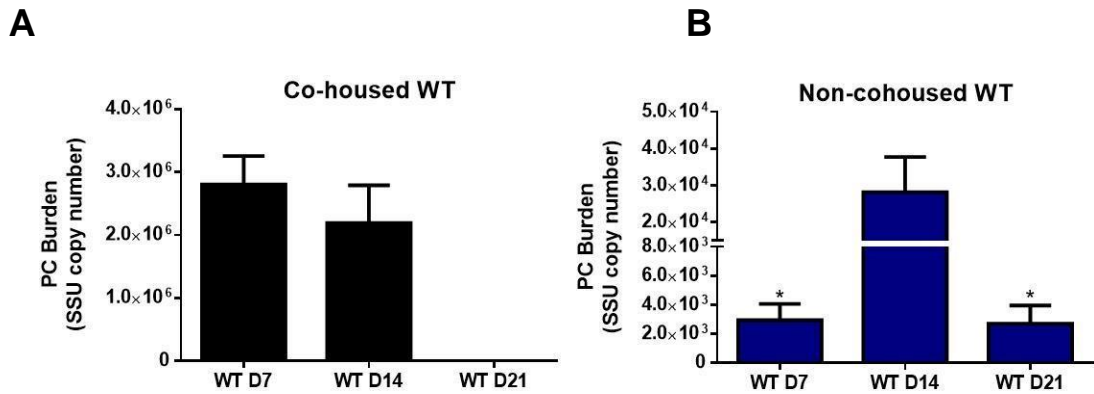 A
B
Co-housed WT
PC Burden
(SSU copy number)
4.0×10⁶
3.0×10⁶
2.0×10⁶
1.0×10⁶
0
WT D7
WT D14
WT D21
Non-cohoused WT
PC Burden
(SSU copy number)
5.0×10⁴
4.0×10⁴
3.0×10⁴
2.0×10⁴
8.0×10³
6.0×10³
4.0×10³
2.0×10³
0
*
*
WT D7
WT D14
WT D21